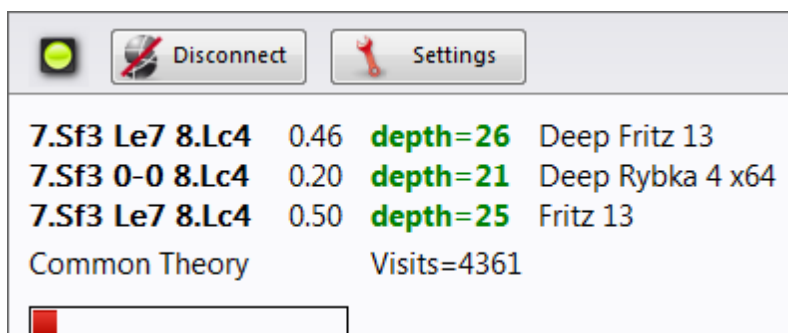 Disconnect Settings
7.Sf3 Le7 8.Lc4 0.46 depth=26 Deep Fritz 13
7.Sf3 0-0 8.Lc4 0.20 depth=21 Deep Rybka 4 x64
7.Sf3 Le7 8.Lc4 0.50 depth=25 Fritz 13
Common Theory Visits=4361